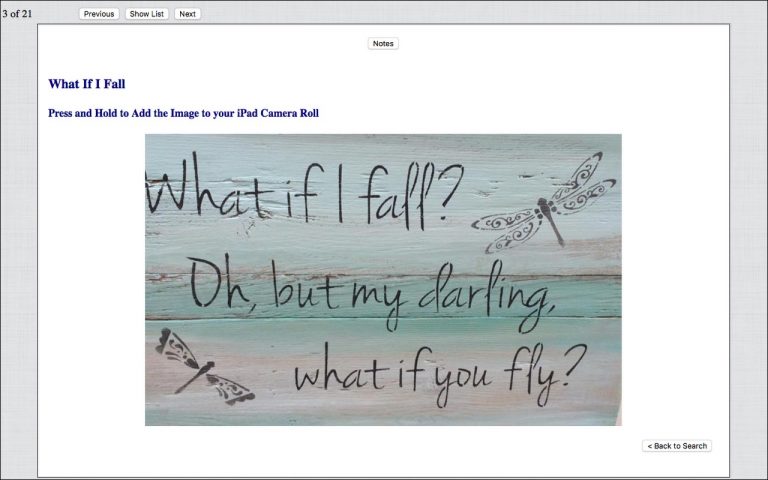 3 of 21 Previous Show List Next
Notes
What If I Fall
Press and Hold to Add the Image to your iPad Camera Roll
What if I fall?
Oh, but my darling,
what if you fly?
< Back to Search